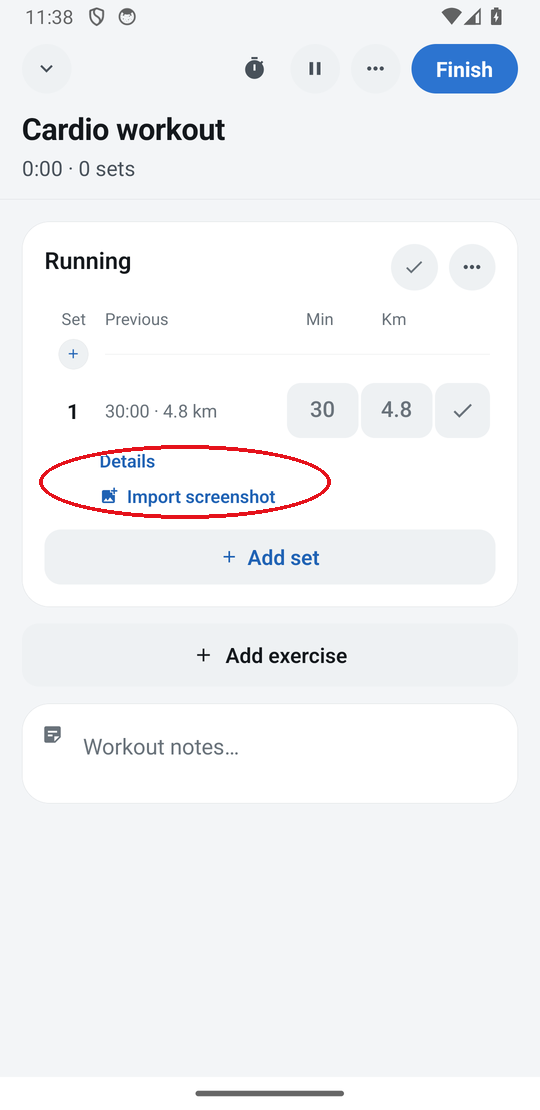 11:38
Finish
Cardio workout
0:00 · 0 sets
Running
Set Previous Min Km
+
1 30:00 · 4.8 km 30 4.8
Details
Import screenshot
+ Add set
+ Add exercise
Workout notes…